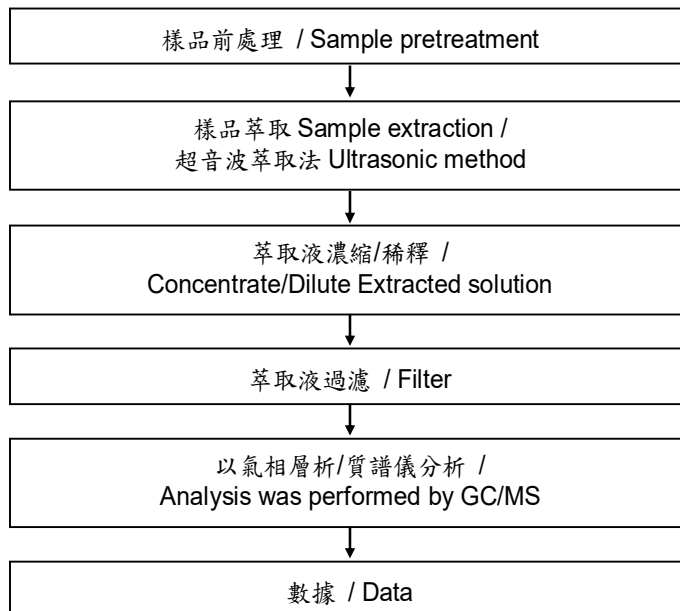 樣品前處理 / Sample pretreatment
樣品萃取 Sample extraction /
超音波萃取法 Ultrasonic method
萃取液濃縮/稀釋 /
Concentrate/Dilute Extracted solution
萃取液過濾 / Filter
以氣相層析/質譜儀分析 /
Analysis was performed by GC/MS
數據 / Data